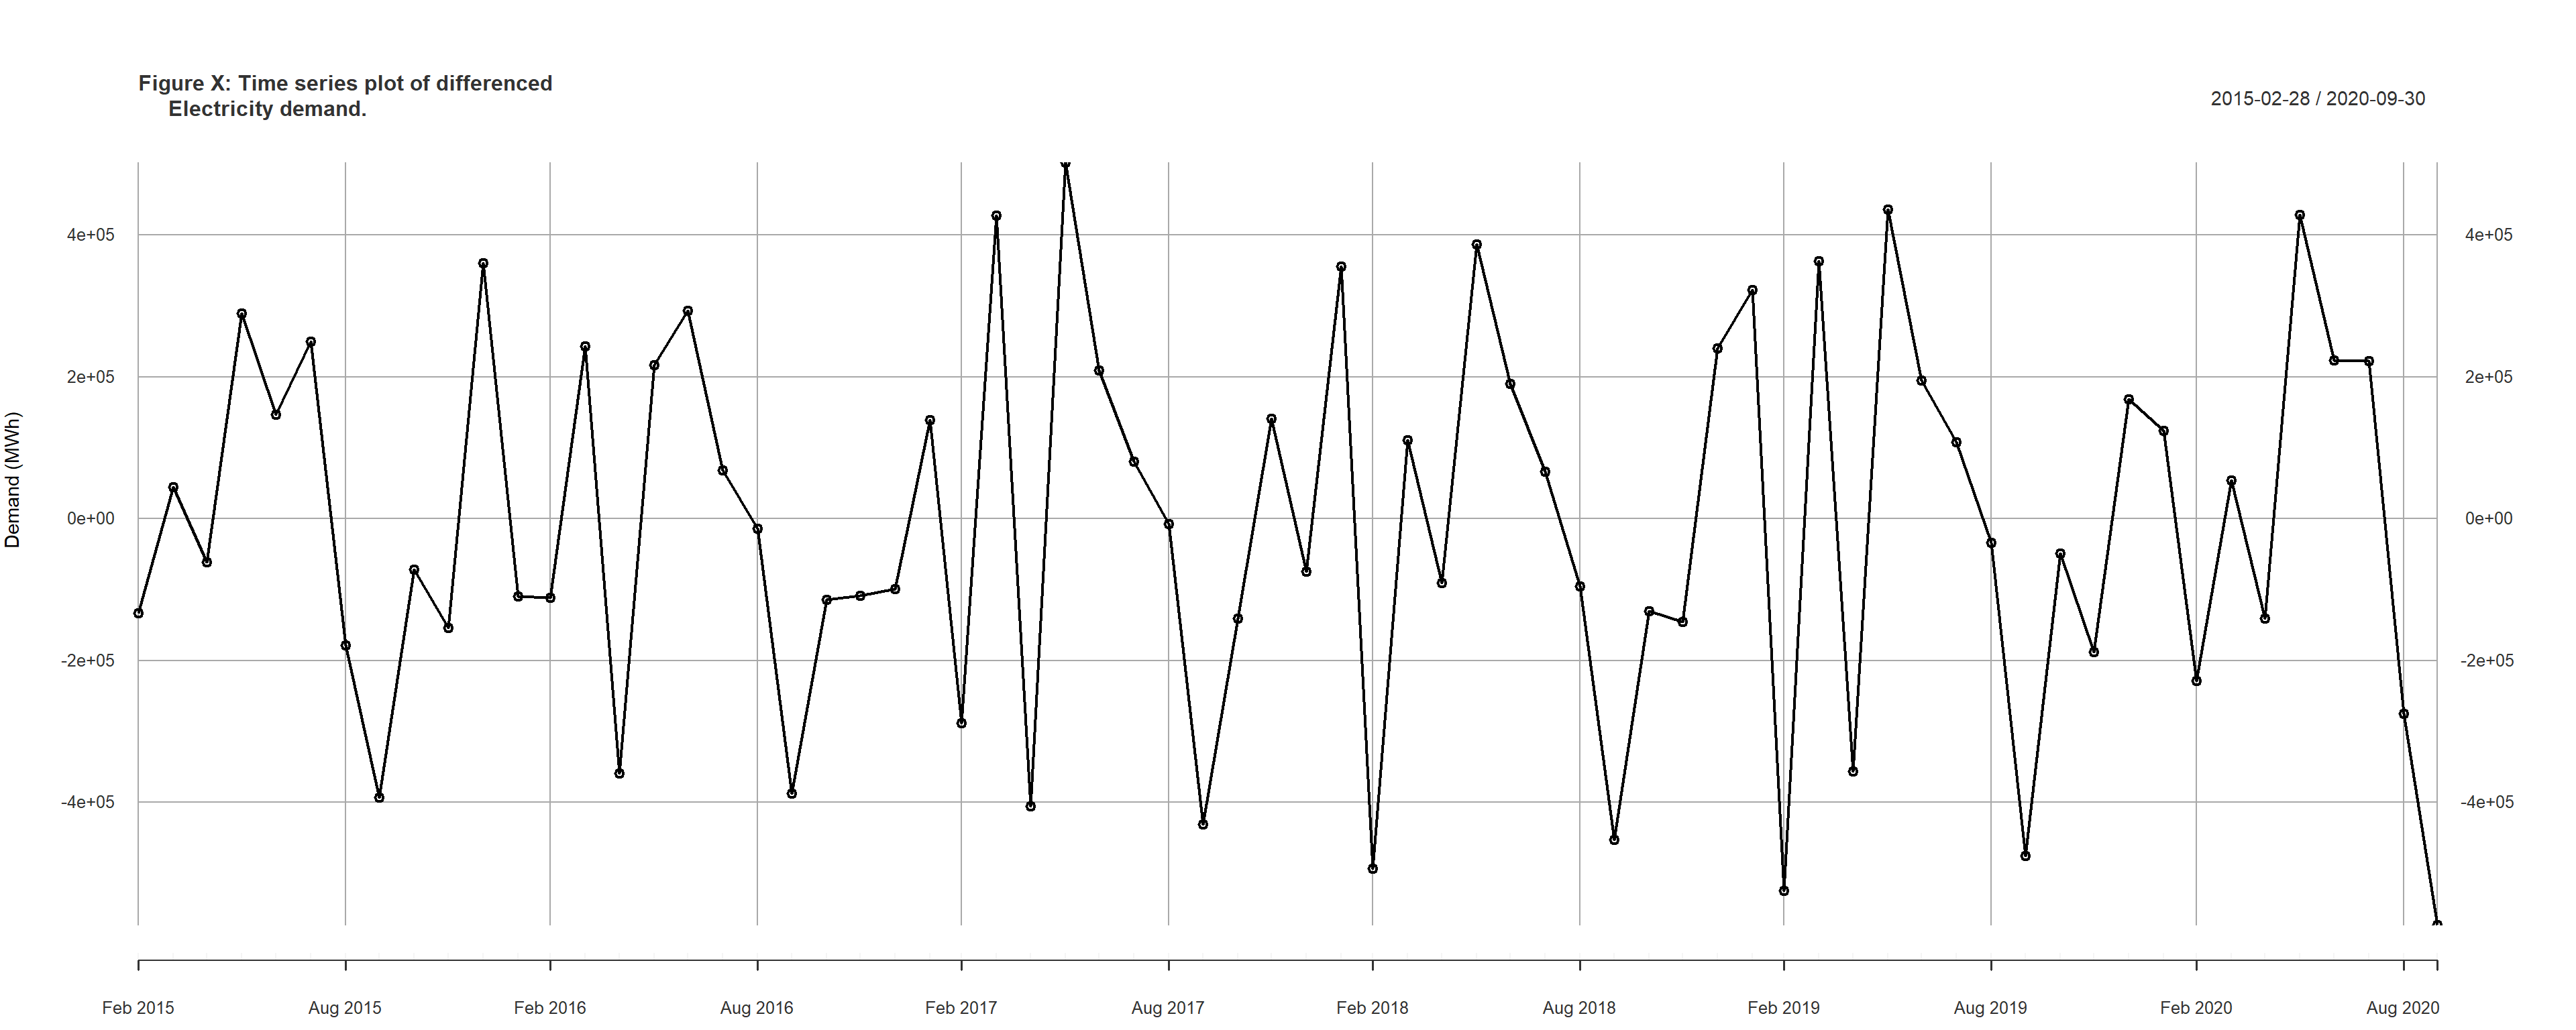 Figure X: Time series plot of differenced
Electricity demand.
2015-02-28 / 2020-09-30
4e+05
4e+05
2e+05
2e+05
0e+00
0e+00
-2e+05
-2e+05
-4e+05
-4e+05
Demand (MWh)
Feb 2015
Aug 2015
Feb 2016
Aug 2016
Feb 2017
Aug 2017
Feb 2018
Aug 2018
Feb 2019
Aug 2019
Feb 2020
Aug 2020